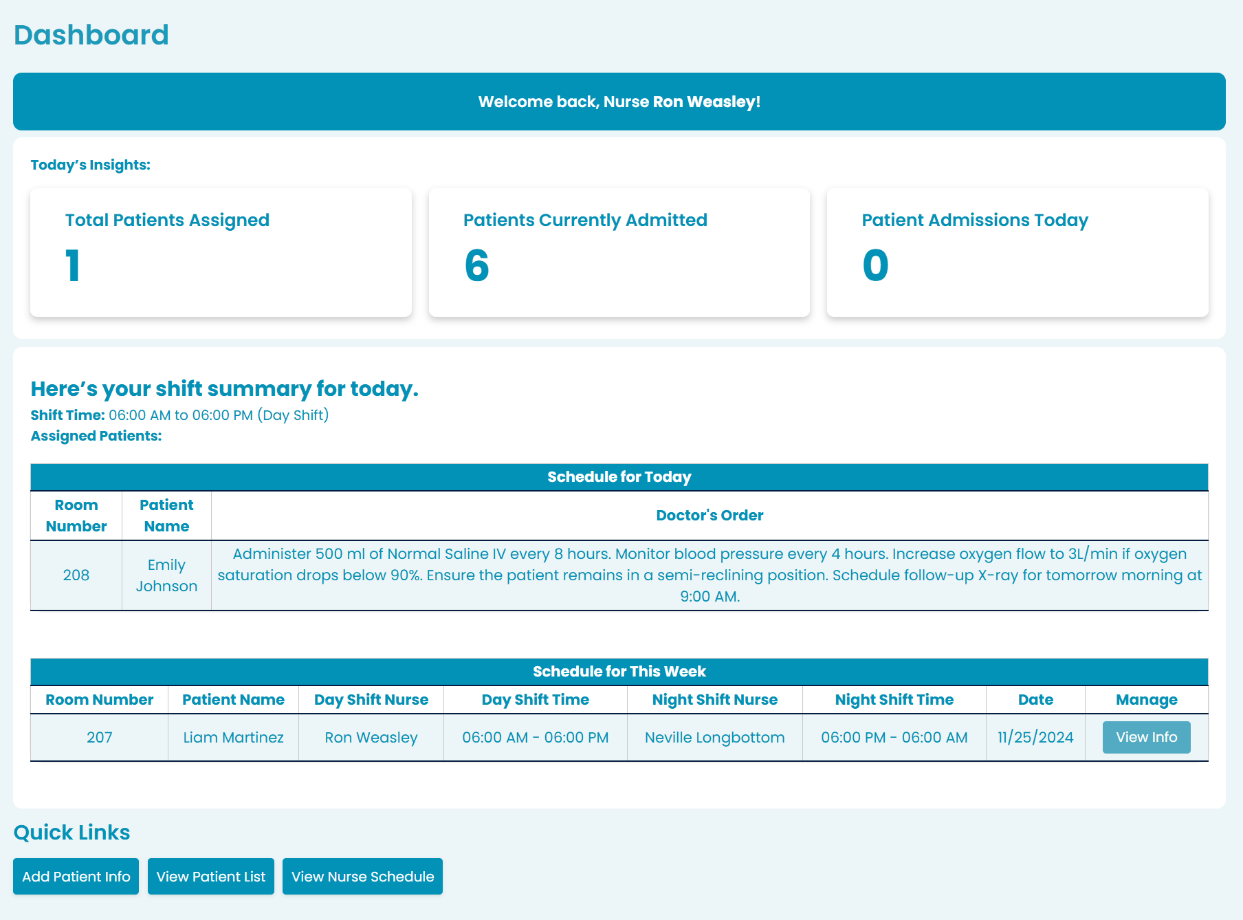 Dashboard
Welcome back, Nurse Ron Weasley!
Today's Insights:
Total Patients Assigned
1
Patients Currently Admitted
6
Patient Admissions Today
0
Here's your shift summary for today.
Shift Time: 06:00 AM to 06:00 PM (Day Shift)
Assigned Patients:
Schedule for Today
Room Number
Patient Name
Doctor's Order
208
Emily Johnson
Administer 500 ml of Normal Saline IV every 8 hours. Monitor blood pressure every 4 hours. Increase oxygen flow to 3L/min if oxygen
saturation drops below 90%. Ensure the patient remains in a semi-reclining position. Schedule follow-up X-ray for tomorrow morning at
9:00 AM.
Schedule for This Week
Room Number Patient Name Day Shift Nurse Day Shift Time Night Shift Nurse Night Shift Time Date Manage
207 Liam Martinez Ron Weasley 06:00 AM - 06:00 PM Neville Longbottom 06:00 PM - 06:00 AM 11/25/2024 View Info
Quick Links
Add Patient Info View Patient List View Nurse Schedule